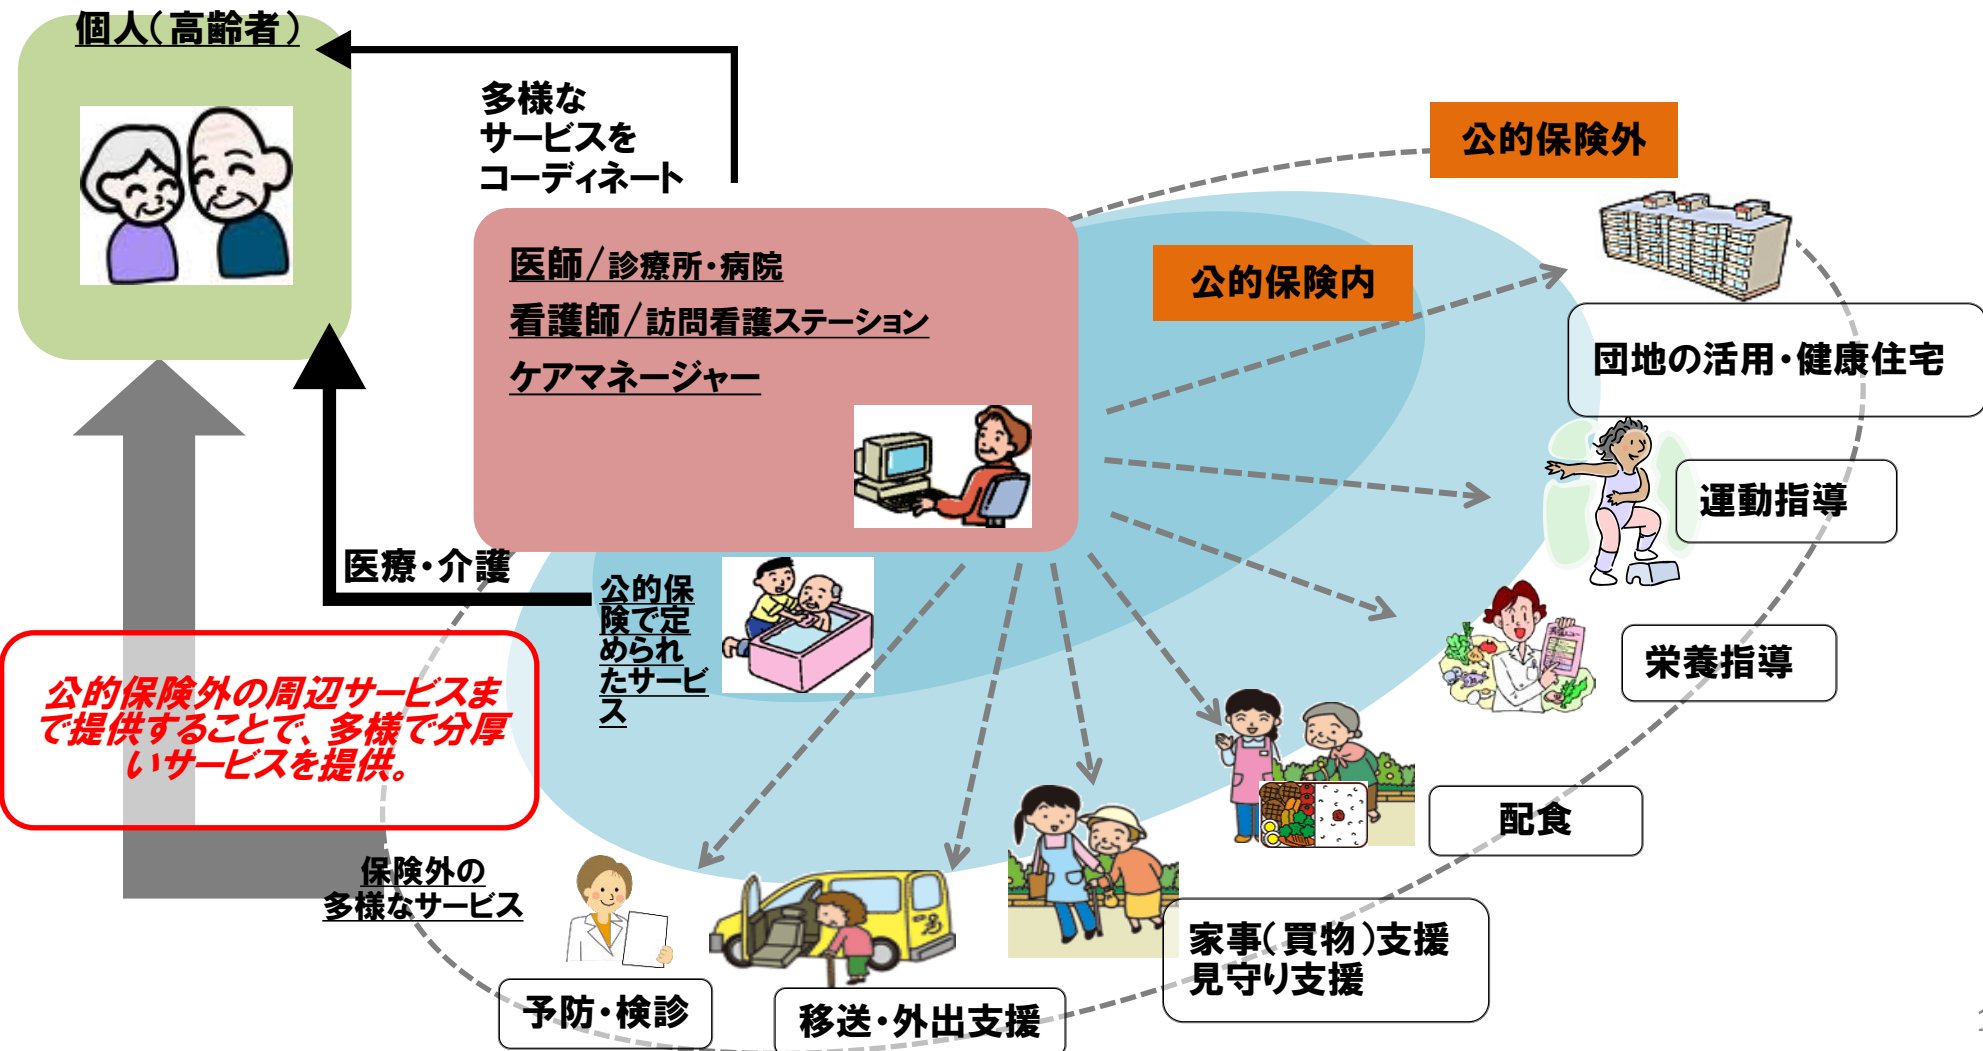 個人(高齢者)
多様な
サービスを
コーディネート
公的保険外
医師/診療所・病院
看護師/訪問看護ステーション
ケアマネージャー
公的保険内
団地の活用・健康住宅
運動指導
医療・介護
公的保
険で定
められ
たサービ
ス
栄養指導
公的保険外の周辺サービスま
で提供することで、多様で分厚
いサービスを提供。
配食
保険外の
多様なサービス
家事(買物)支援
見守り支援
予防・検診
移送・外出支援